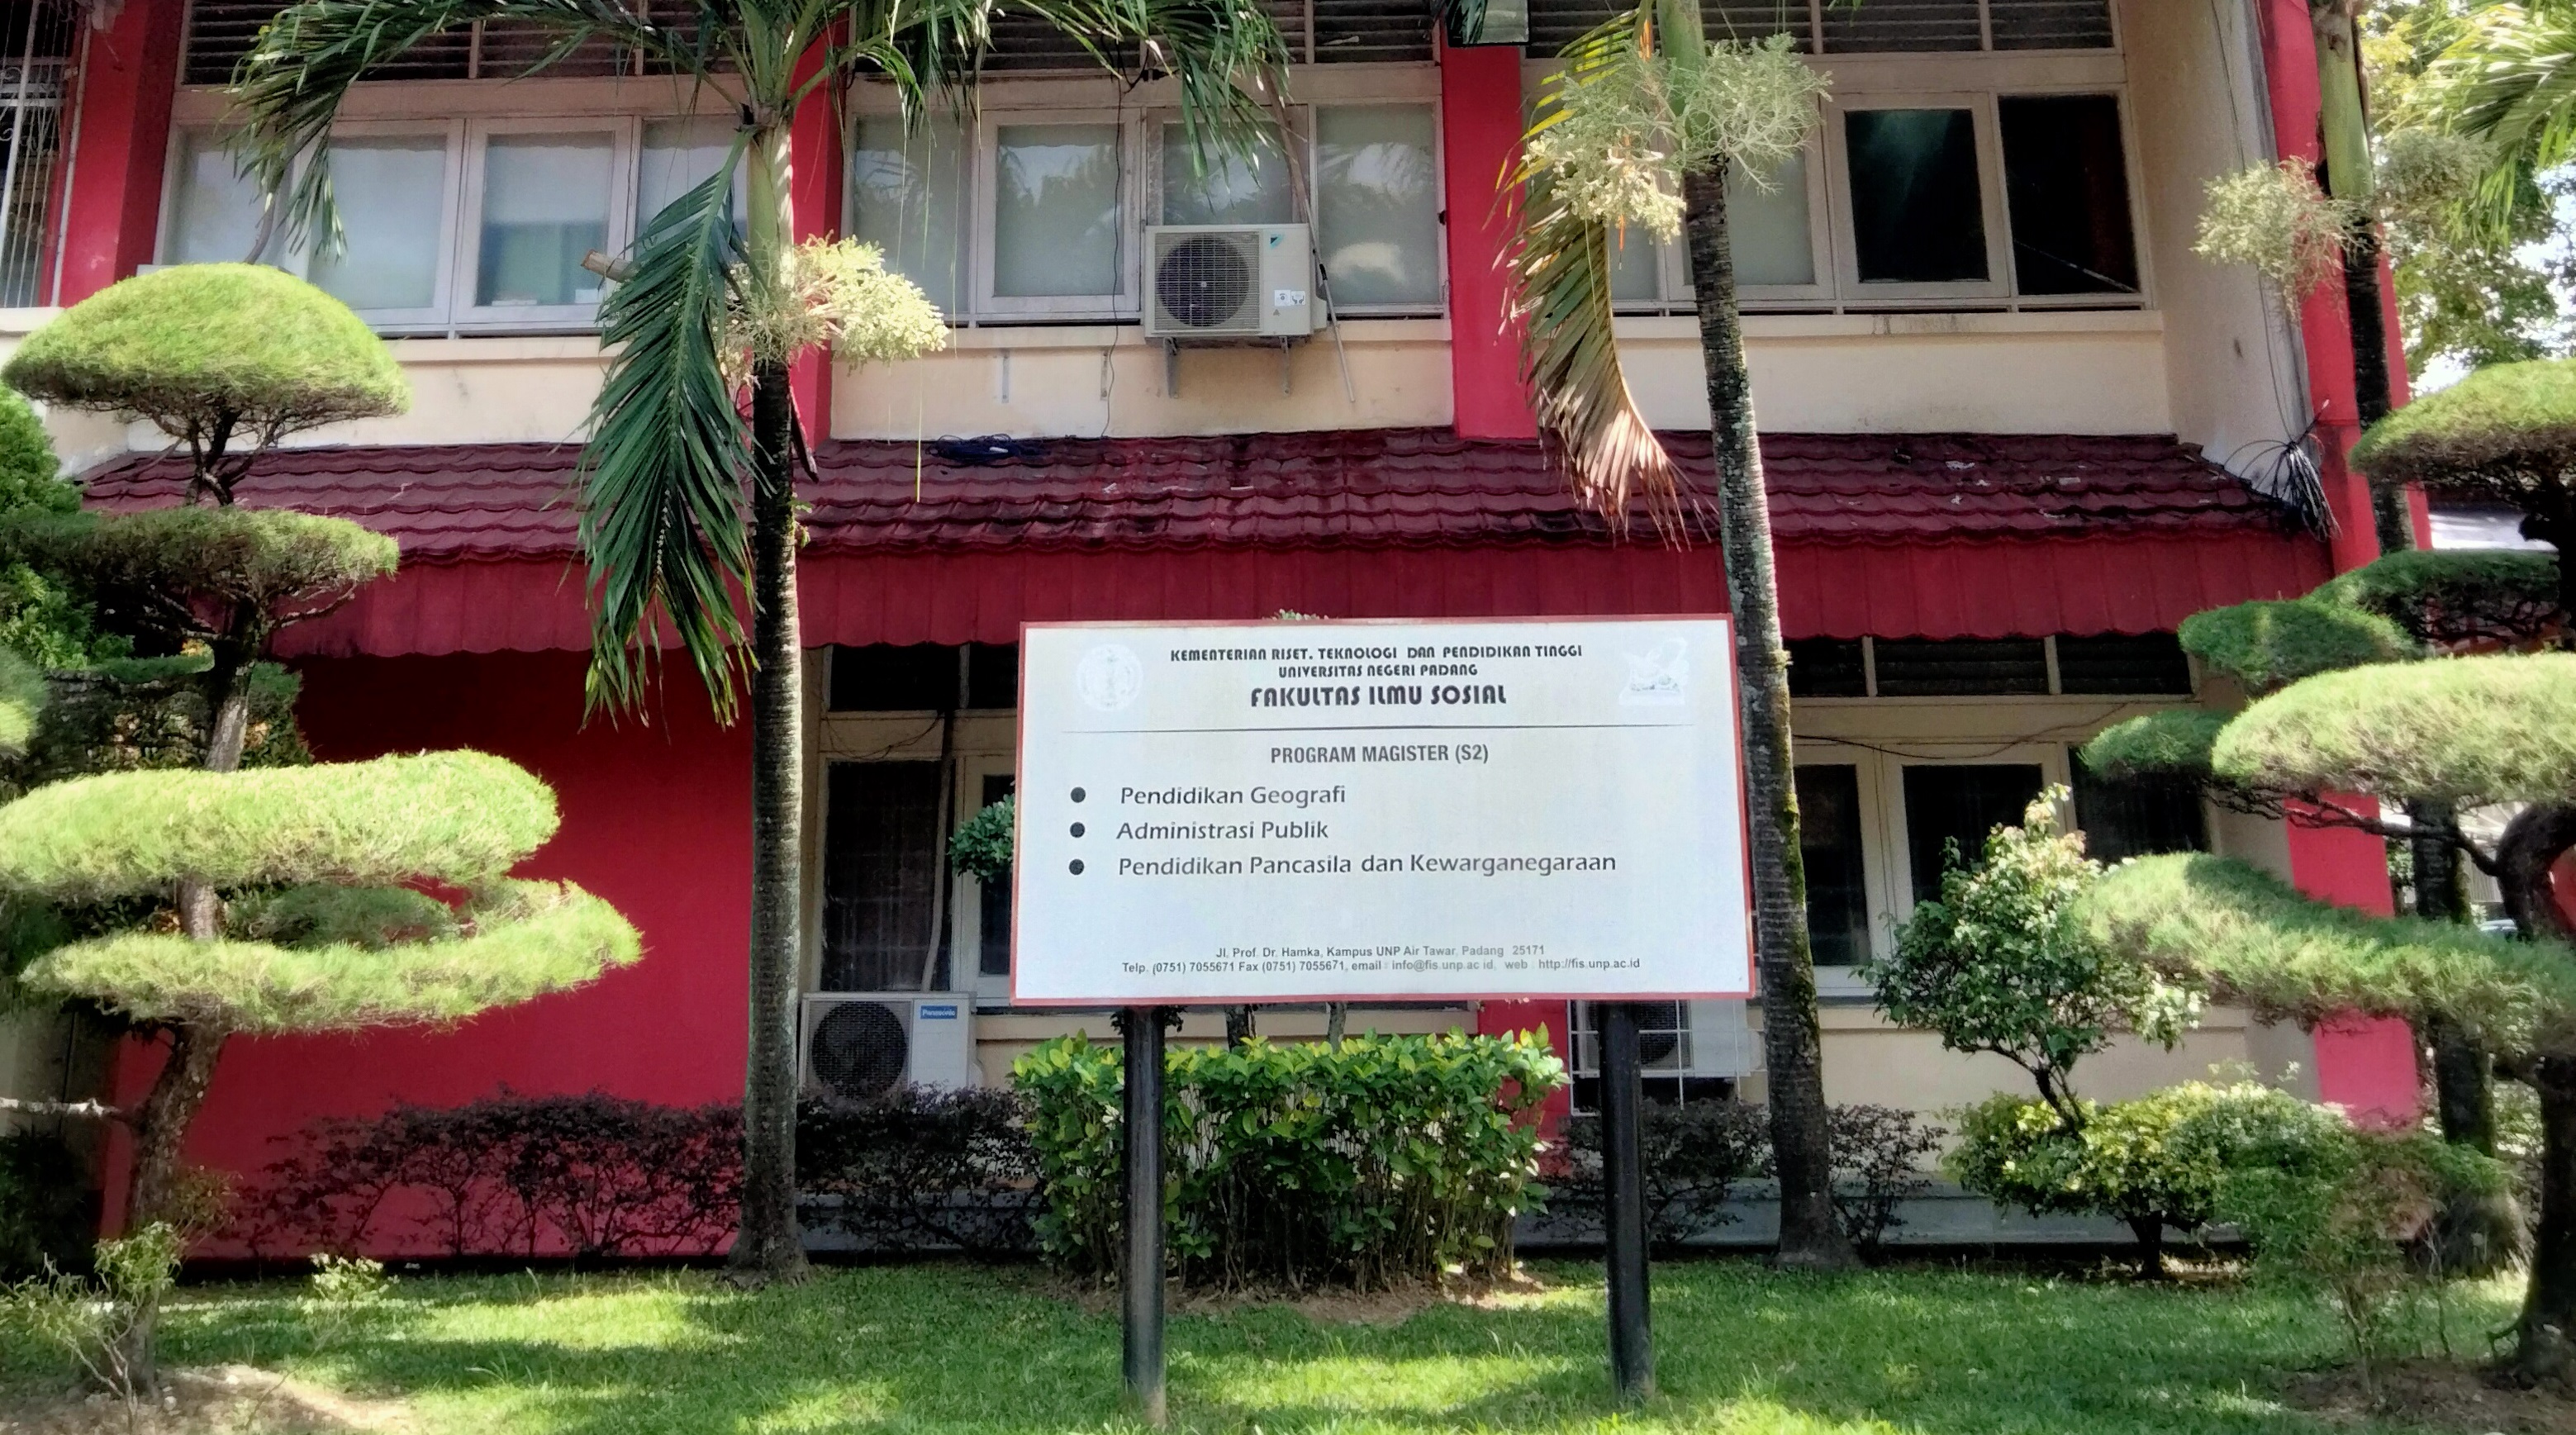 KEMENTERIAN RISET. TEKNOLOGI DAN PENDIDIKAN TINGGI
UNIVERSITAS NEGERI PADANG
FAKULTAS ILMU SOSIAL
PROGRAM MAGISTER (S2)
● Pendidikan Geografi
● Administrasi Publik
● Pendidikan Pancasila dan Kewarganegaraan
Jl. Prof. Dr. Hamka, Kampus UNP Air Tawar, Padang 25171
Telp. (0751) 7055671 Fax (0751) 7055671, email : info@fis.unp.ac.id web : http://fis.unp.ac.id
Panasonic